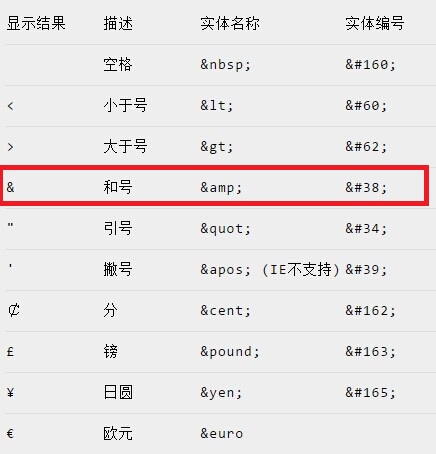 显示结果 描述 实体名称 实体编号
空格 &nbsp; &#160;
< 小于号 &lt; &#60;
> 大于号 &gt; &#62;
& 和号 &amp; &#38;
" 引号 &quot; &#34;
' 撇号 &apos; (IE不支持) &#39;
₡ 分 &cent; &#162;
£ 镑 &pound; &#163;
¥ 日圆 &yen; &#165;
€ 欧元 &euro